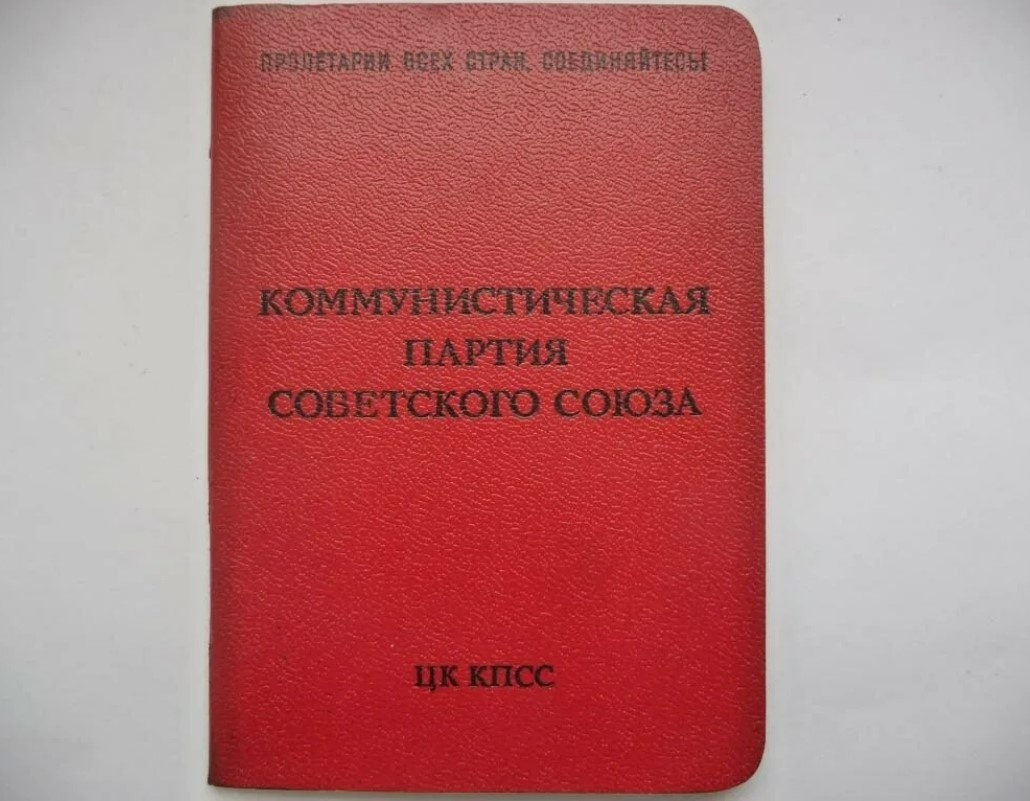 ПРОЛЕТАРИИ ВСЕХ СТРАН, СОЕДИНЯЙТЕСЬ!
КОММУНИСТИЧЕСКАЯ
ПАРТИЯ
СОВЕТСКОГО СОЮЗА
ЦК КПСС